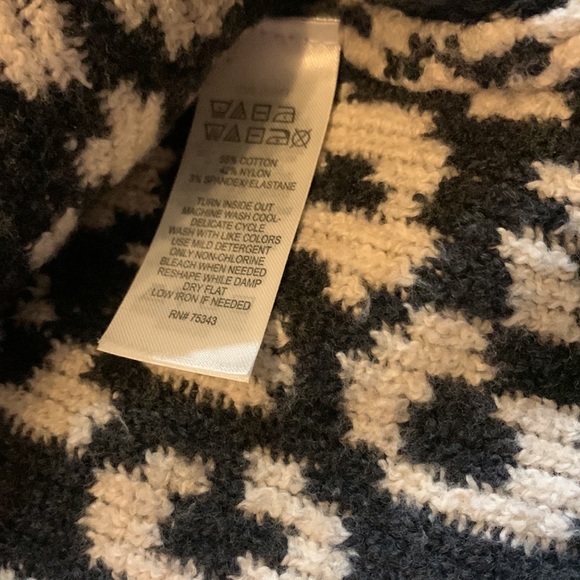 55% COTTON
42% NYLON
3% SPANDEX/ELASTANE
TURN INSIDE OUT
MACHINE WASH COOL-
DELICATE CYCLE
WASH WITH LIKE COLORS
USE MILD DETERGENT
ONLY NON-CHLORINE
BLEACH WHEN NEEDED
RESHAPE WHILE DAMP
DRY FLAT
LOW IRON IF NEEDED
RN# 75343